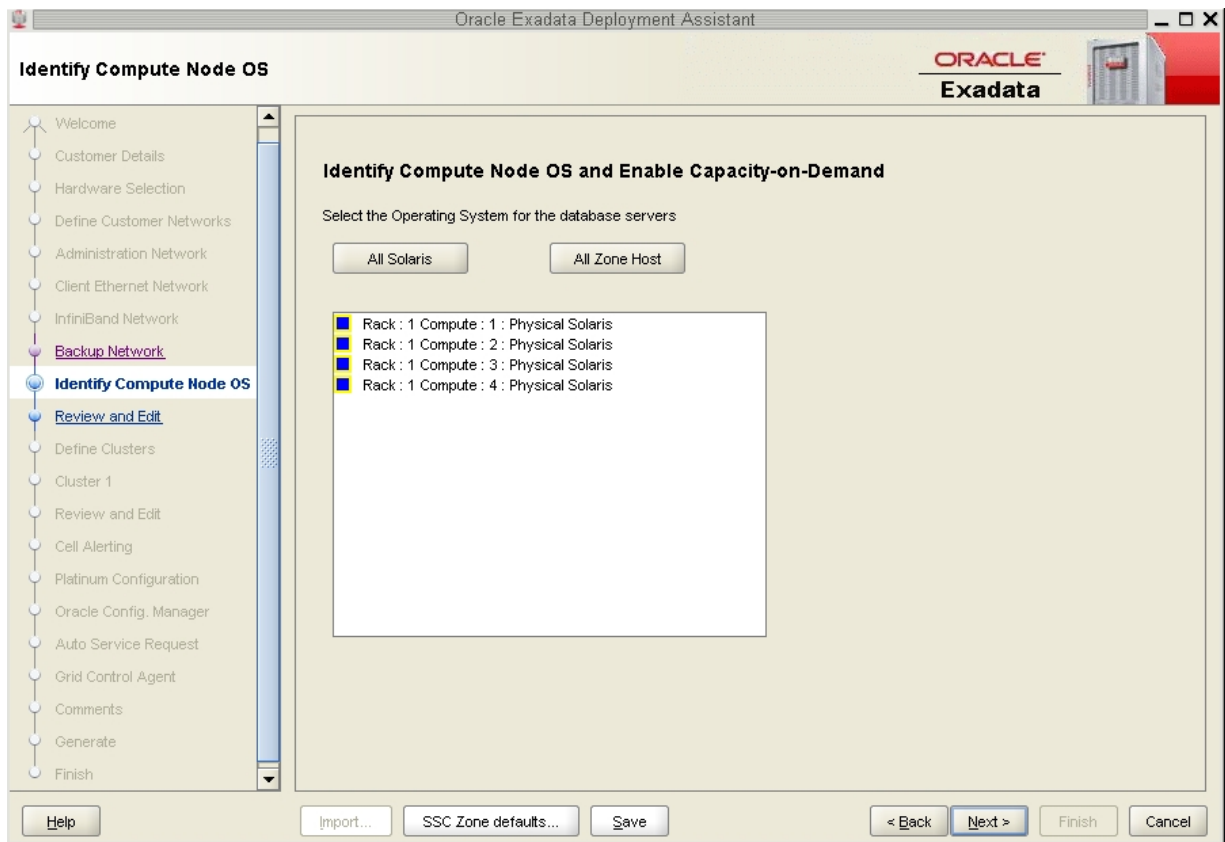 Oracle Exadata Deployment Assistant
Identify Compute Node OS
ORACLE
Exadata
Welcome
Customer Details
Hardware Selection
Define Customer Networks
Administration Network
Client Ethernet Network
InfiniBand Network
Backup Network
Identify Compute Node OS
Review and Edit
Define Clusters
Cluster 1
Review and Edit
Cell Alerting
Platinum Configuration
Oracle Config. Manager
Auto Service Request
Grid Control Agent
Comments
Generate
Finish
Identify Compute Node OS and Enable Capacity-on-Demand
Select the Operating System for the database servers
All Solaris
All Zone Host
Rack : 1 Compute : 1 : Physical Solaris
Rack : 1 Compute : 2 : Physical Solaris
Rack : 1 Compute : 3 : Physical Solaris
Rack : 1 Compute : 4 : Physical Solaris
Help
Import...
SSC Zone defaults...
Save
< Back
Next >
Finish
Cancel